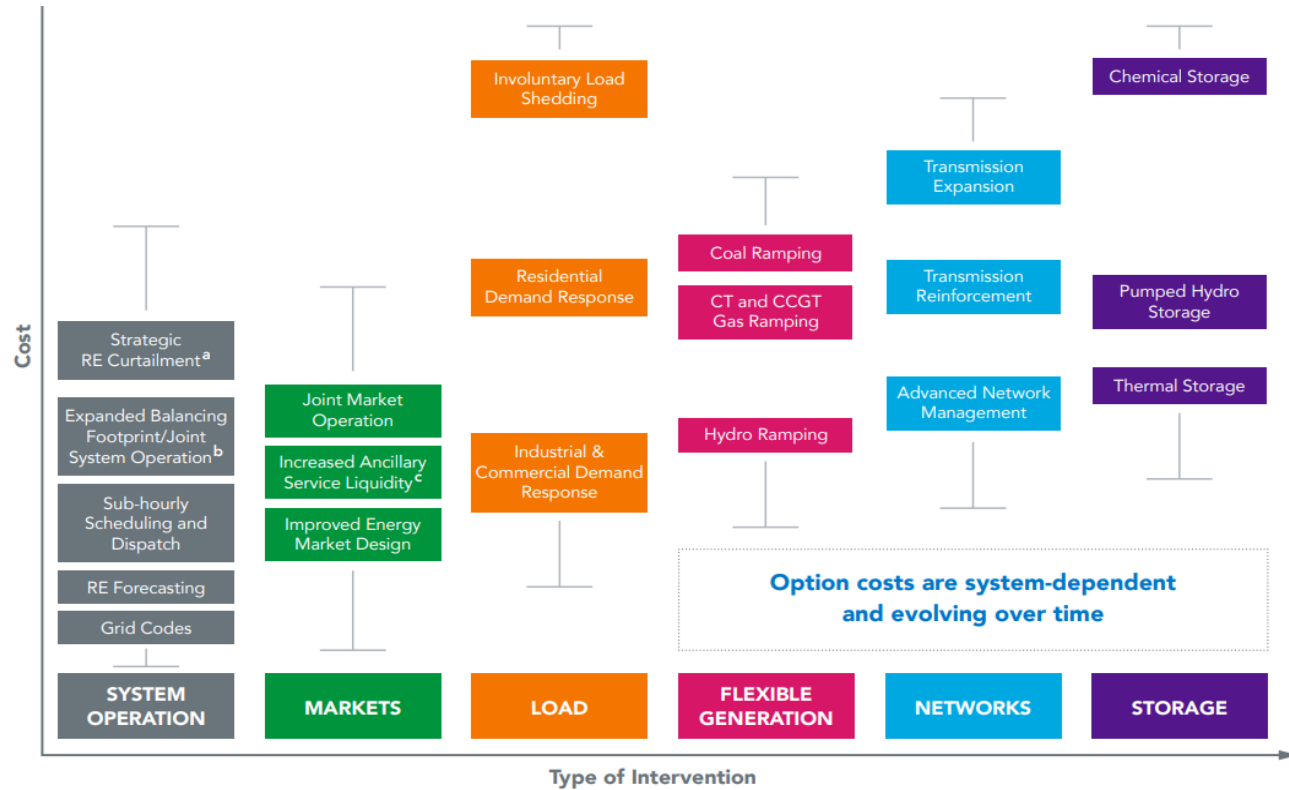 Cost
Strategic
RE Curtailmentᵃ
Expanded Balancing
Footprint/Joint
System Operationᵇ
Sub-hourly
Scheduling and
Dispatch
RE Forecasting
Grid Codes
SYSTEM
OPERATION
Joint Market
Operation
Increased Ancillary
Service Liquidityᶜ
Improved Energy
Market Design
MARKETS
Involuntary Load
Shedding
Residential
Demand Response
Industrial &
Commercial Demand
Response
LOAD
Coal Ramping
CT and CCGT
Gas Ramping
Hydro Ramping
FLEXIBLE
GENERATION
Transmission
Expansion
Transmission
Reinforcement
Advanced Network
Management
NETWORKS
Chemical Storage
Pumped Hydro
Storage
Thermal Storage
STORAGE
Option costs are system-dependent
and evolving over time
Type of Intervention